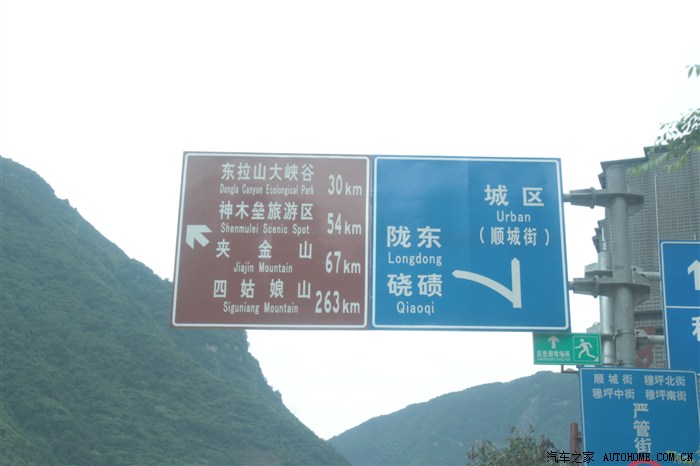 东拉山大峡谷 30 km
Dongla Canyon Ecological Park
神木垒旅游区 54 km
Shenmulei Scenic Spot
夹金山 67 km
Jiajin Mountain
四姑娘山 263 km
Siguniang Mountain
城区
Urban
(顺城街)
陇东
Longdong
硗碛
Qiaoqi
顺城街 穆坪北街
穆坪中街 穆坪南街
严管街
汽车之家 AUTOHOME.COM.CN